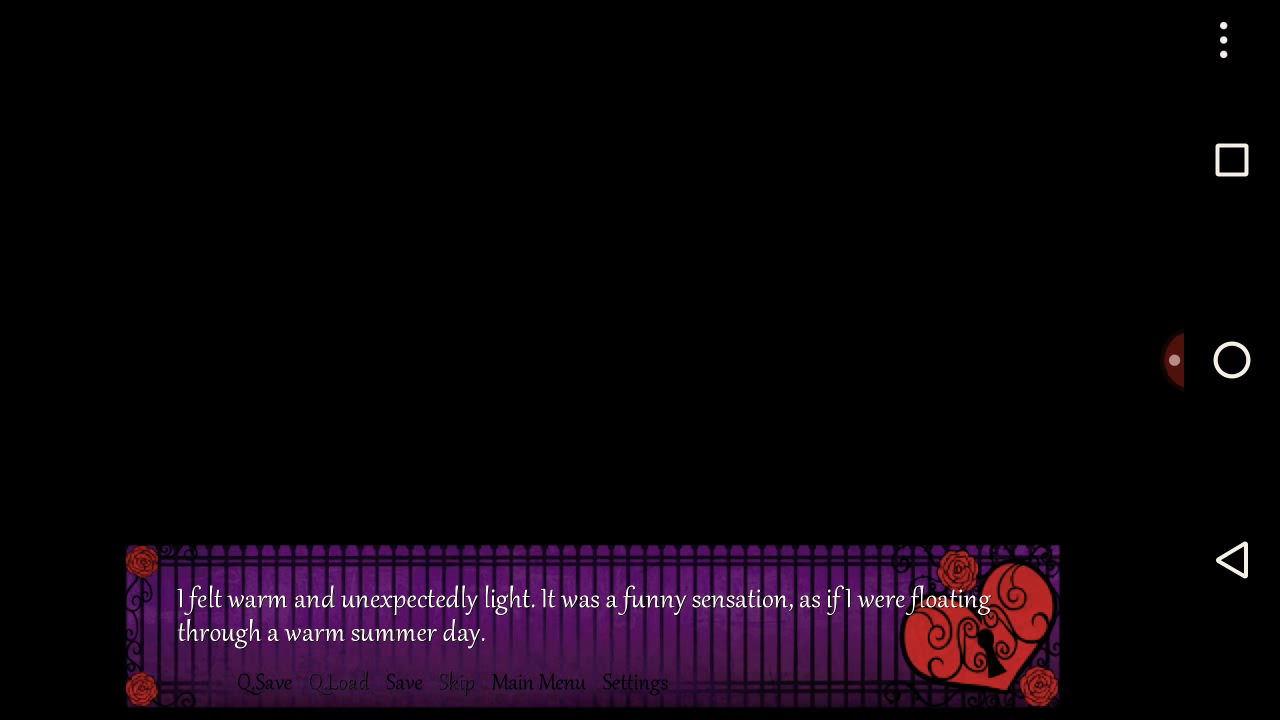 I felt warm and unexpectedly light. It was a funny sensation, as if I were floating
through a warm summer day.
Q.Save Q.Load Save Skip Main Menu Settings